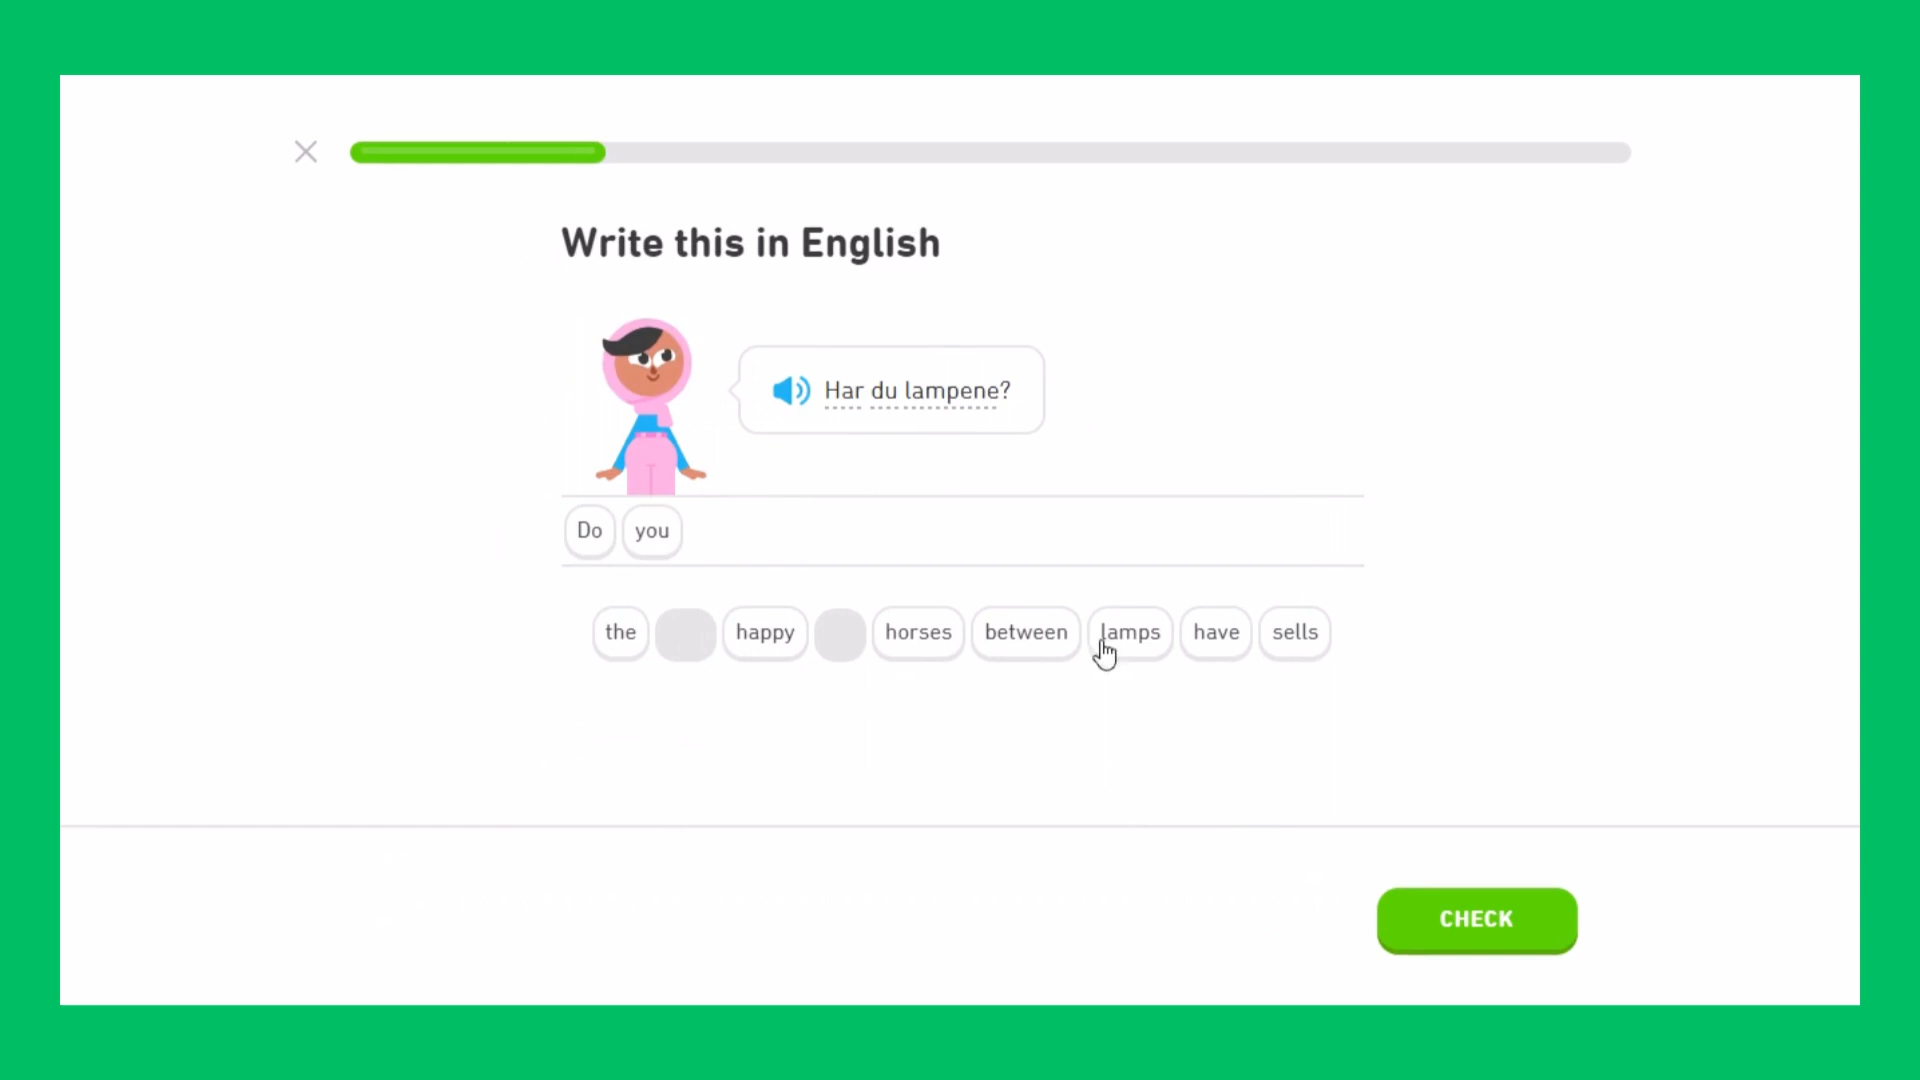 Write this in English
Har du lampene?
Do you
the happy horses between lamps have sells
CHECK